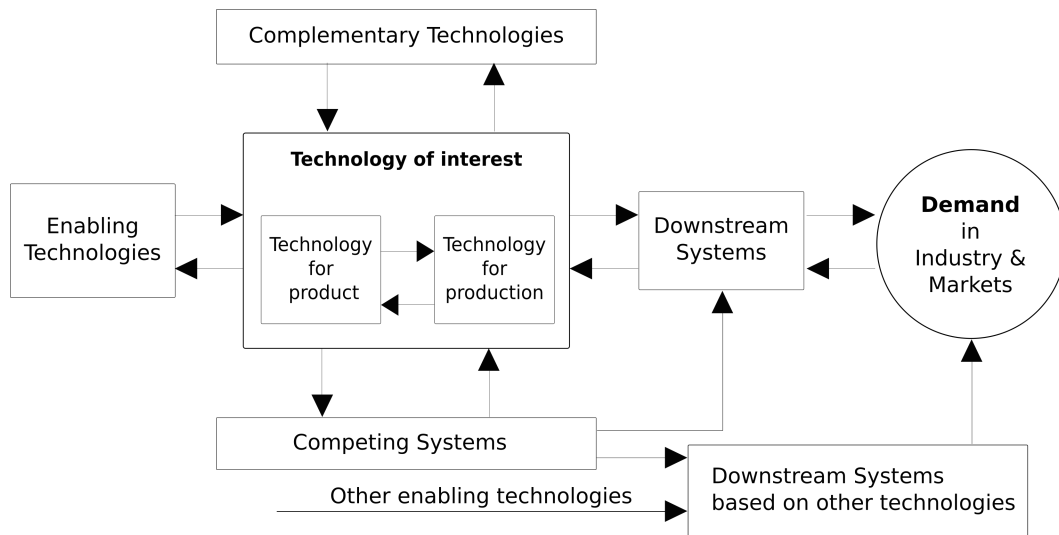 Complementary Technologies
Technology of interest
Enabling
Technologies
Technology
for
product
Technology
for
production
Downstream
Systems
Demand
in
Industry &
Markets
Competing Systems
Other enabling technologies
Downstream Systems
based on other technologies